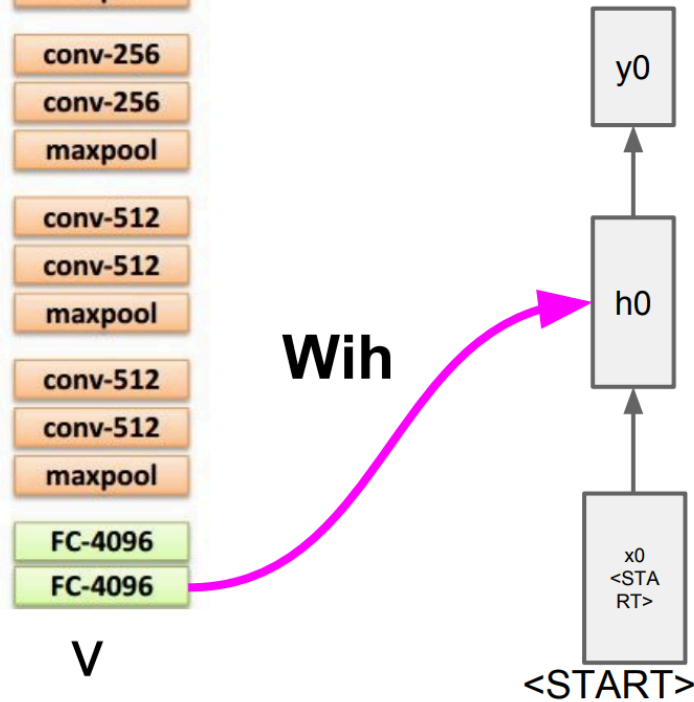 conv-256
conv-256
maxpool
conv-512
conv-512
maxpool
conv-512
conv-512
maxpool
FC-4096
FC-4096
v
Wih
y0
h0
x0
<STA
RT>
<START>